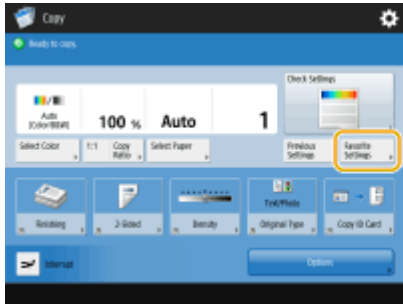 Copy
Ready to copy.
Check Settings
Auto
[Color/B&W]
100 %
Auto
1
Select Color
1:1
Copy
Ratio
Select Paper
Previous
Settings
Favorite
Settings
Text/Photo
Finishing
2-Sided
Density
Original Type
Copy ID Card
Interrupt
Options